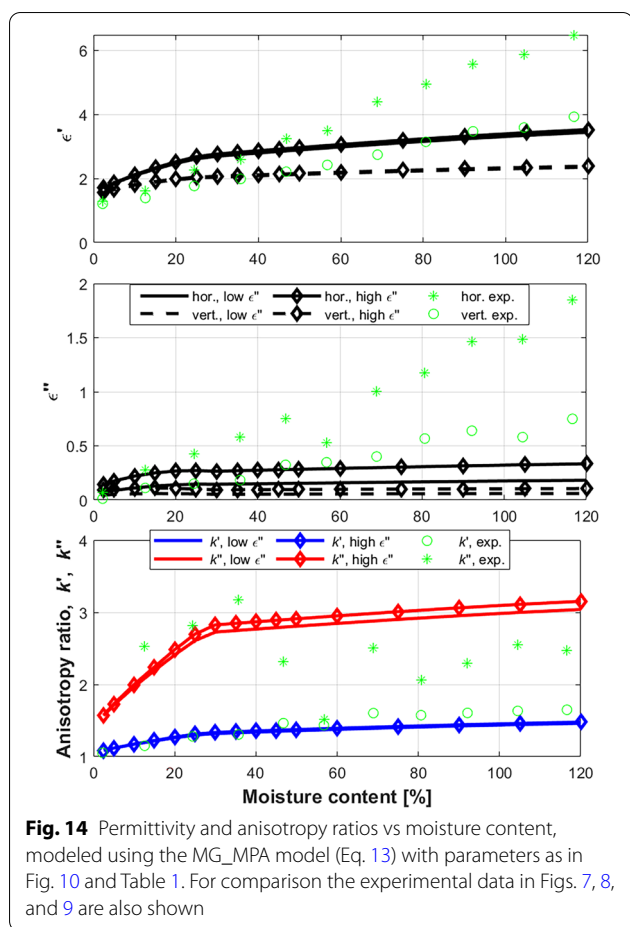 6
4
2
0
ϵ'
0 20 40 60 80 100 120
2
1.5
1
0.5
0
ϵ"
hor., low ϵ" hor., high ϵ" hor. exp.
vert., low ϵ" vert., high ϵ" vert. exp.
0 20 40 60 80 100 120
4
3
2
1
Anisotropy ratio, k', k"
k', low ϵ" k', high ϵ" k', exp.
k", low ϵ" k", high ϵ" k", exp.
0 20 40 60 80 100 120
Moisture content [%]
Fig. 14 Permittivity and anisotropy ratios vs moisture content,
modeled using the MG_MPA model (Eq. 13) with parameters as in
Fig. 10 and Table 1. For comparison the experimental data in Figs. 7, 8,
and 9 are also shown